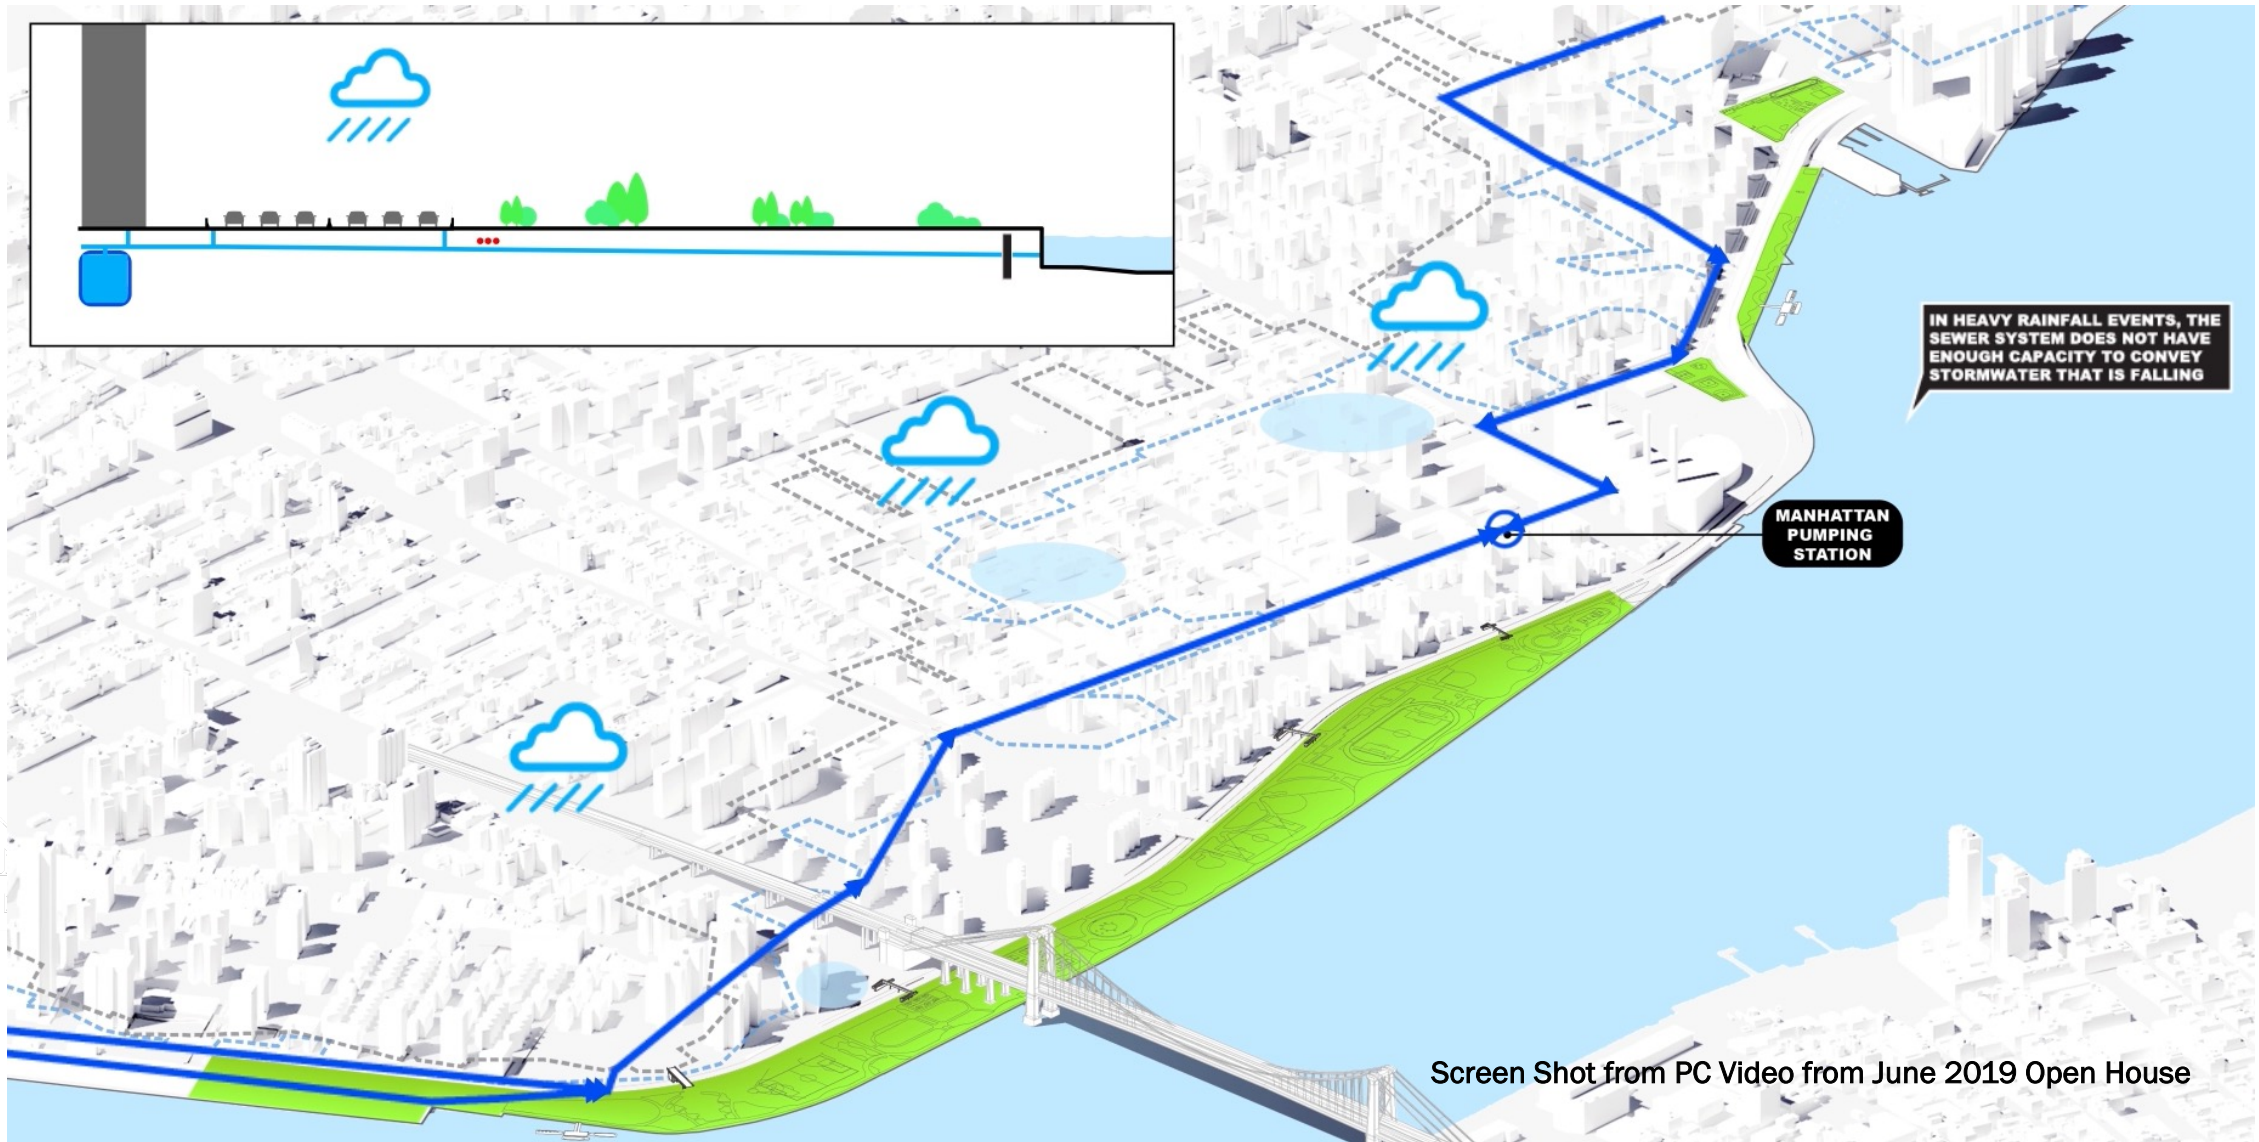 IN HEAVY RAINFALL EVENTS, THE
SEWER SYSTEM DOES NOT HAVE
ENOUGH CAPACITY TO CONVEY
STORMWATER THAT IS FALLING
MANHATTAN
PUMPING
STATION
Screen Shot from PC Video from June 2019 Open House